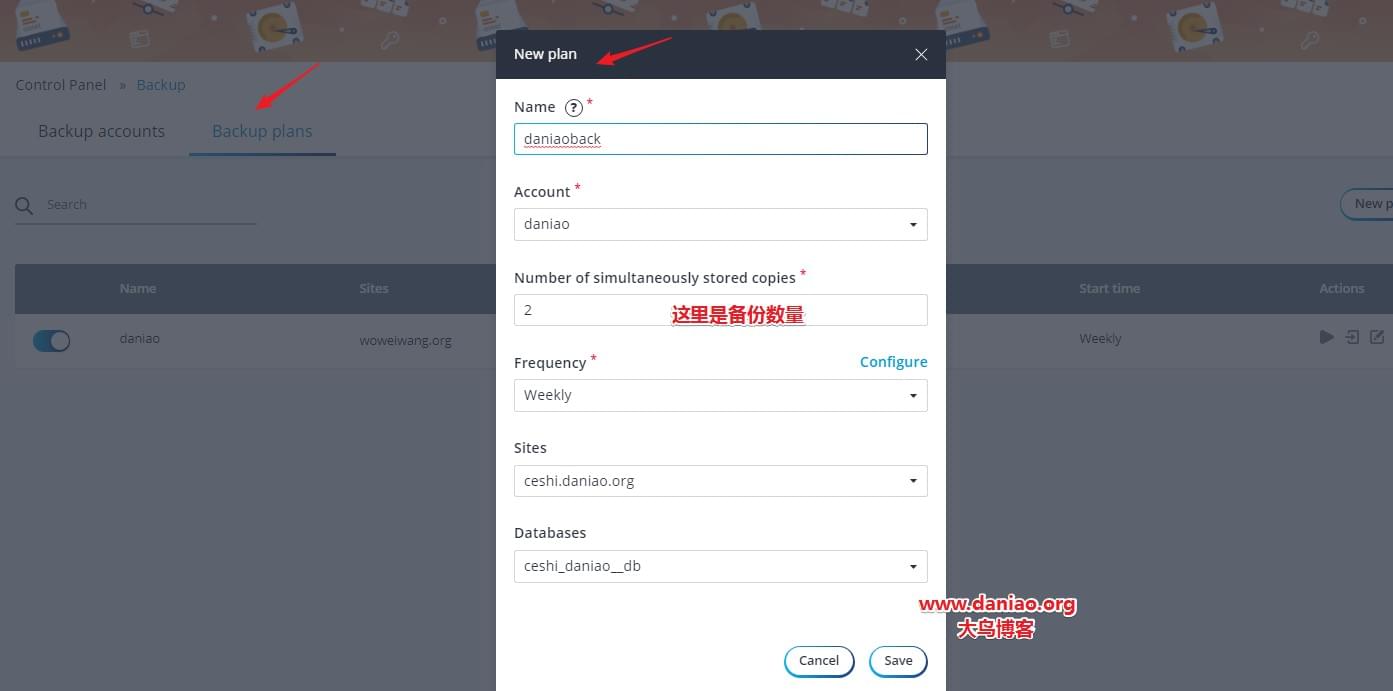 Control Panel » Backup
Backup accounts
Backup plans
Search
New p
Name
Sites
Start time
Actions
daniao
woweiwang.org
Weekly
New plan
Name ? *
daniaoback
Account *
daniao
Number of simultaneously stored copies *
2
这里是备份数量
Frequency *
Configure
Weekly
Sites
ceshi.daniao.org
Databases
ceshi_daniao__db
Cancel
Save
www.daniao.org
大鸟博客